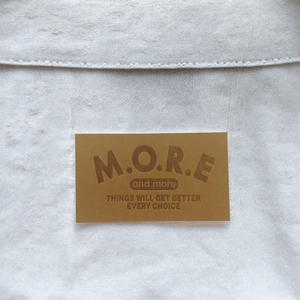 M.O.R.E
and more
THINGS WILL GET BETTER
EVERY CHOICE